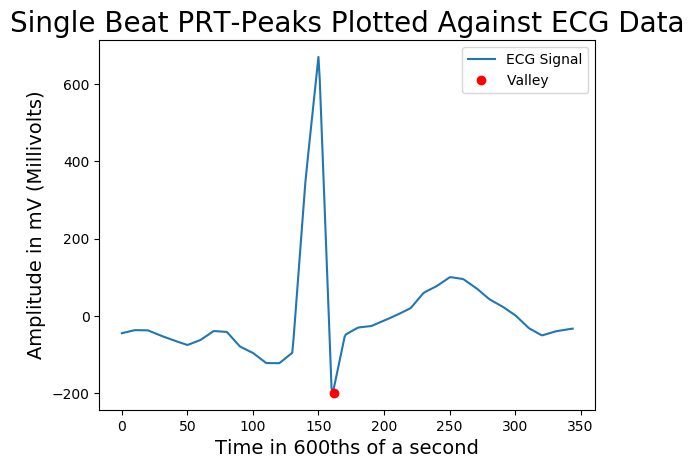 Single Beat PRT-Peaks Plotted Against ECG Data
ECG Signal
Valley
Amplitude in mV (Millivolts)
600
400
200
0
−200
0 50 100 150 200 250 300 350
Time in 600ths of a second